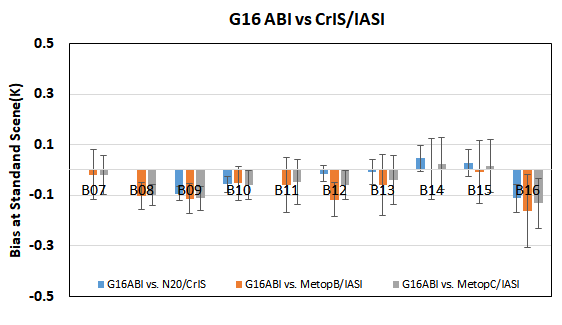 G16 ABI vs CrIS/IASI
Bias at Standand Scene(K)
0.5
0.3
0.1
-0.1
-0.3
-0.5
B07 B08 B09 B10 B11 B12 B13 B14 B15 B16
G16ABI vs. N20/CrIS G16ABI vs. MetopB/IASI G16ABI vs. MetopC/IASI